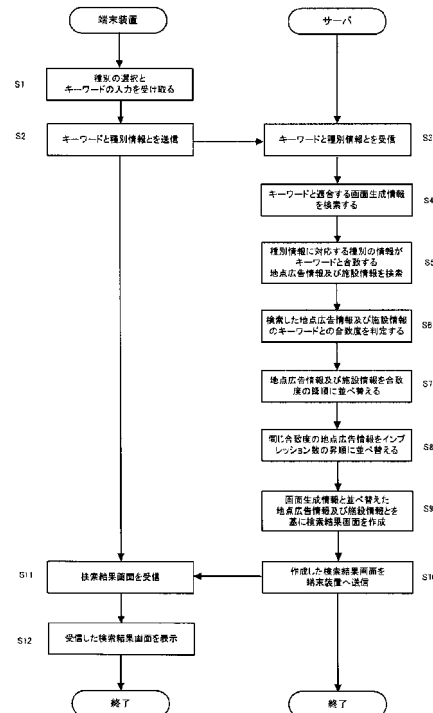 端末装置
サーバ
S1
種別の選択と
キーワードの入力を受け取る
S2
キーワードと種別情報とを送信
キーワードと種別情報とを受信
S3
キーワードと適合する画面生成情報
を検索する
S4
種別情報に対応する種別の情報が
キーワードと合致する
地点広告情報及び施設情報を検索
S5
検索した地点広告情報及び施設情報
のキーワードとの合致度を判定する
S6
地点広告情報及び施設情報を合致
度の降順に並べ替える
S7
同じ合致度の地点広告情報をインプ
レッション数の昇順に並べ替える
S8
画面生成情報と並べ替えた
地点広告情報及び施設情報とを
基に検索結果画面を作成
S9
S11
検索結果画面を受信
作成した検索結果画面を
端末装置へ送信
S10
S12
受信した検索結果画面を表示
終了
終了